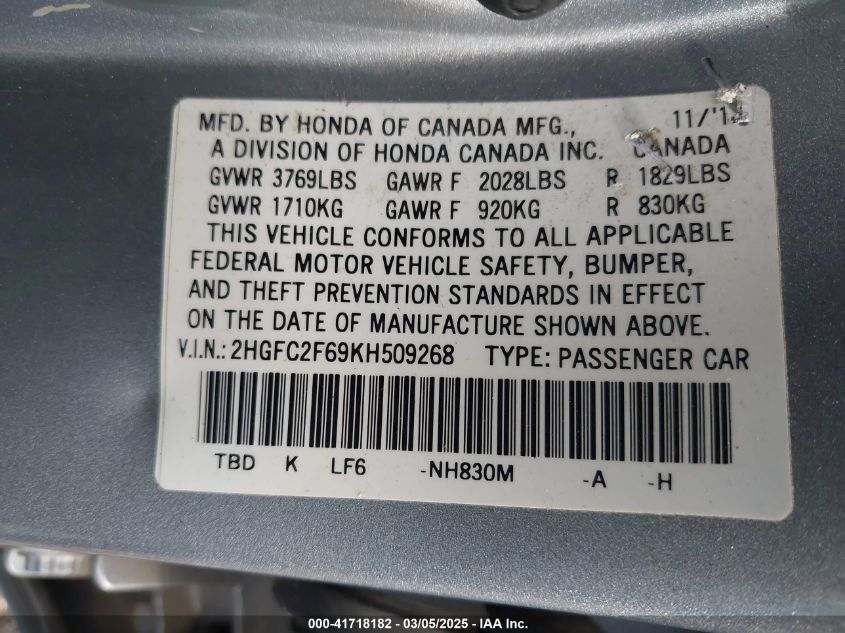 MFD. BY HONDA OF CANADA MFG., 11/'18
A DIVISION OF HONDA CANADA INC. CANADA
GVWR 3769LBS GAWR F 2028LBS R 1829LBS
GVWR 1710KG GAWR F 920KG R 830KG
THIS VEHICLE CONFORMS TO ALL APPLICABLE
FEDERAL MOTOR VEHICLE SAFETY, BUMPER,
AND THEFT PREVENTION STANDARDS IN EFFECT
ON THE DATE OF MANUFACTURE SHOWN ABOVE.
V.I.N.: 2HGFC2F69KH509268 TYPE: PASSENGER CAR
TBD K LF6 -NH830M -A -H
000-41718182 - 03/05/2025 - IAA Inc.